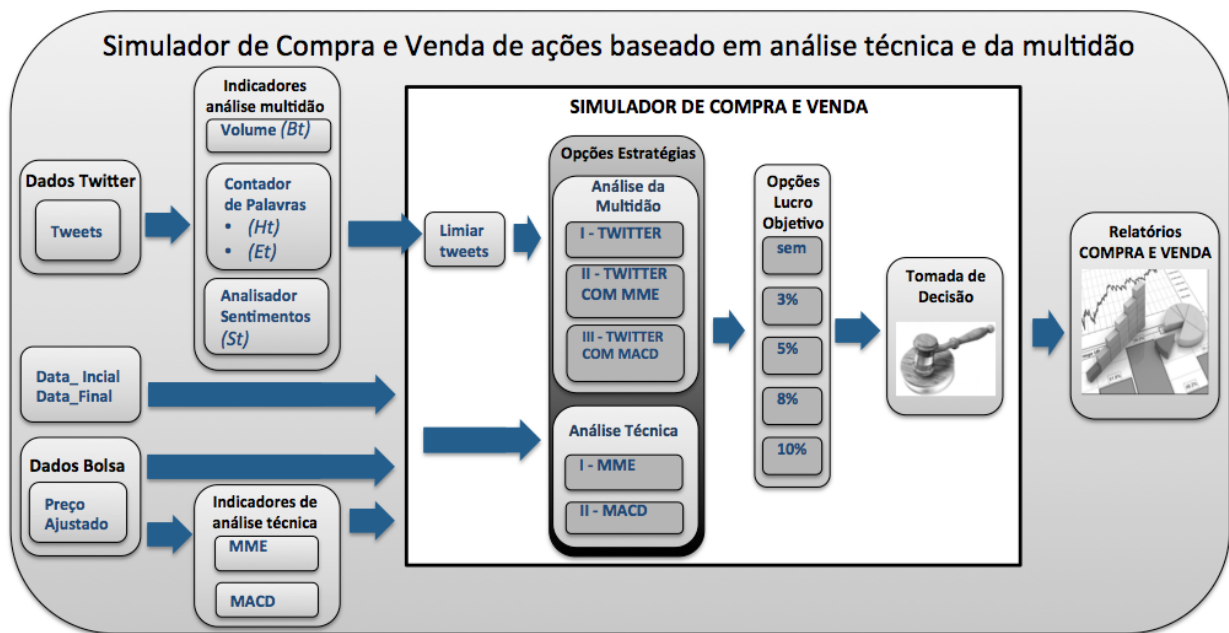 Simulador de Compra e Venda de ações baseado em análise técnica e da multidão
Dados Twitter
Tweets
Data_ Incial
Data_Final
Dados Bolsa
Preço
Ajustado
Indicadores
análise multidão
Volume (Bt)
Contador
de Palavras
• (Ht)
• (Et)
Analisador
Sentimentos
(St)
Indicadores de
análise técnica
MME
MACD
SIMULADOR DE COMPRA E VENDA
Limiar
tweets
Opções Estratégias
Análise da
Multidão
I - TWITTER
II - TWITTER
COM MME
III - TWITTER
COM MACD
Análise Técnica
I - MME
II - MACD
Opções
Lucro
Objetivo
sem
3%
5%
8%
10%
Tomada de
Decisão
Relatórios
COMPRA E VENDA